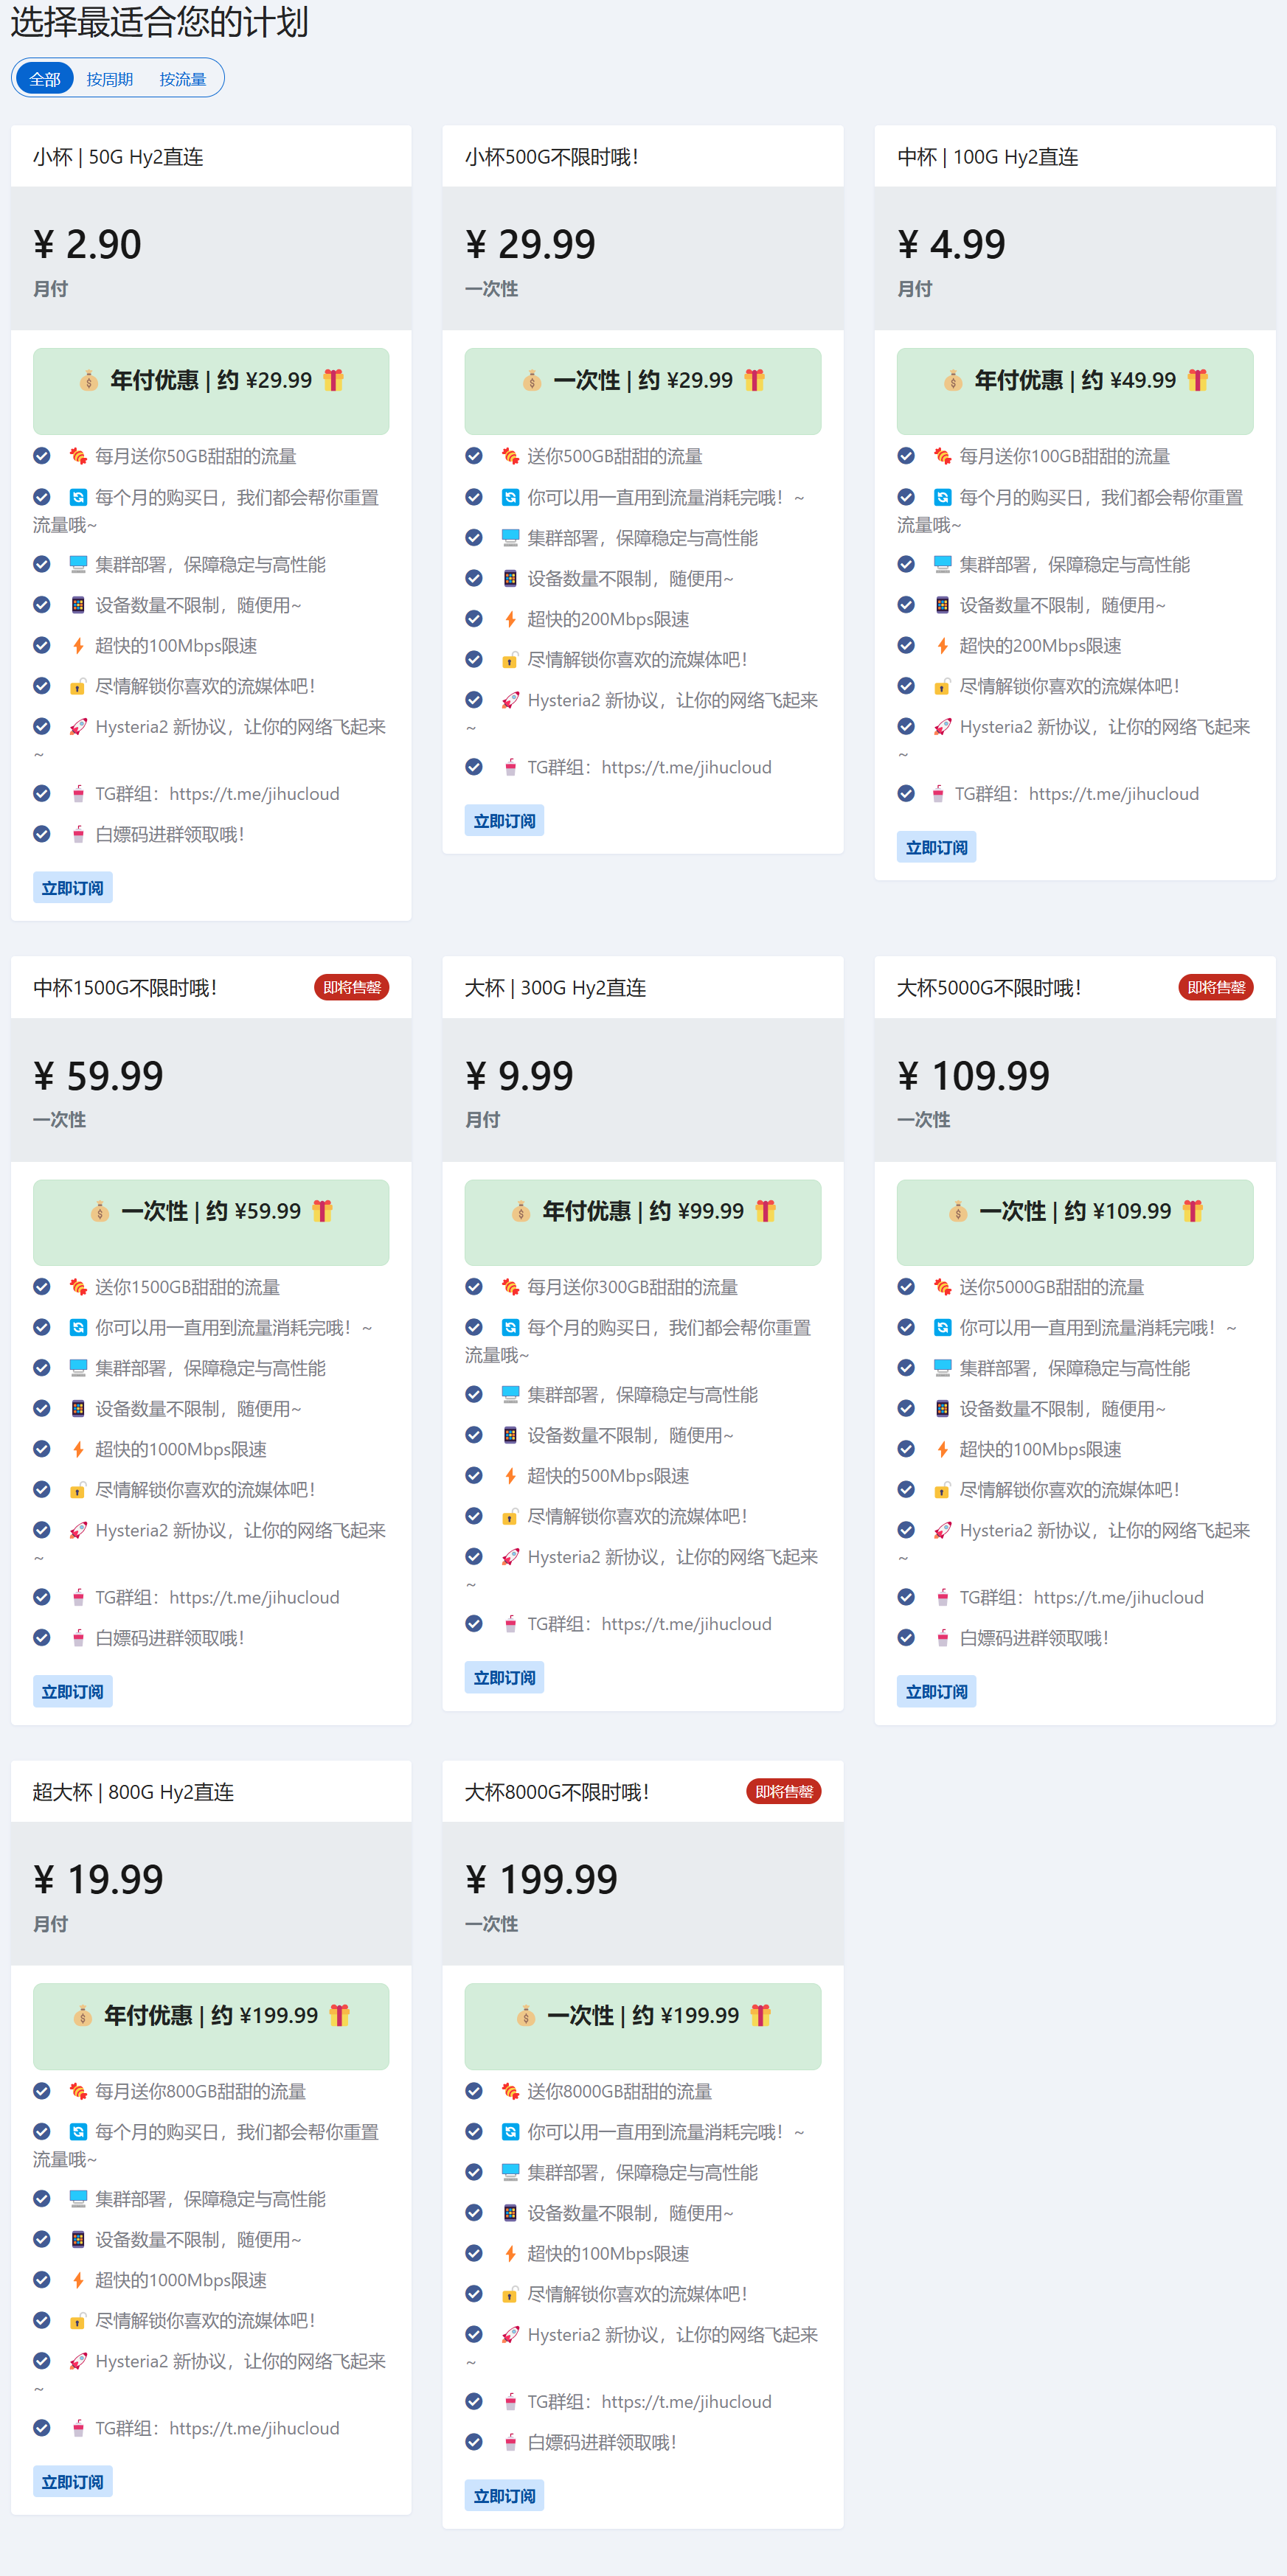 选择最适合您的计划
全部 按周期 按流量
小杯 | 50G Hy2直连
¥ 2.90
月付
💰 年付优惠 | 约 ¥29.99 🎁
🍬 每月送你50GB甜甜的流量
🔄 每个月的购买日，我们都会帮你重置
流量哦~
🖥️ 集群部署，保障稳定与高性能
📱 设备数量不限制，随便用~
⚡ 超快的100Mbps限速
🔓 尽情解锁你喜欢的流媒体吧！
🚀 Hysteria2 新协议，让你的网络飞起来
~
🥤 TG群组：https://t.me/jihucloud
🥤 白嫖码进群领取哦！
立即订阅
小杯500G不限时哦！
¥ 29.99
一次性
💰 一次性 | 约 ¥29.99 🎁
🍬 送你500GB甜甜的流量
🔄 你可以用一直用到流量消耗完哦！~
🖥️ 集群部署，保障稳定与高性能
📱 设备数量不限制，随便用~
⚡ 超快的200Mbps限速
🔓 尽情解锁你喜欢的流媒体吧！
🚀 Hysteria2 新协议，让你的网络飞起来
~
🥤 TG群组：https://t.me/jihucloud
立即订阅
中杯 | 100G Hy2直连
¥ 4.99
月付
💰 年付优惠 | 约 ¥49.99 🎁
🍬 每月送你100GB甜甜的流量
🔄 每个月的购买日，我们都会帮你重置
流量哦~
🖥️ 集群部署，保障稳定与高性能
📱 设备数量不限制，随便用~
⚡ 超快的200Mbps限速
🔓 尽情解锁你喜欢的流媒体吧！
🚀 Hysteria2 新协议，让你的网络飞起来
~
🥤 TG群组：https://t.me/jihucloud
立即订阅
中杯1500G不限时哦！ 即将售罄
¥ 59.99
一次性
💰 一次性 | 约 ¥59.99 🎁
🍬 送你1500GB甜甜的流量
🔄 你可以用一直用到流量消耗完哦！~
🖥️ 集群部署，保障稳定与高性能
📱 设备数量不限制，随便用~
⚡ 超快的1000Mbps限速
🔓 尽情解锁你喜欢的流媒体吧！
🚀 Hysteria2 新协议，让你的网络飞起来
~
🥤 TG群组：https://t.me/jihucloud
🥤 白嫖码进群领取哦！
立即订阅
大杯 | 300G Hy2直连
¥ 9.99
月付
💰 年付优惠 | 约 ¥99.99 🎁
🍬 每月送你300GB甜甜的流量
🔄 每个月的购买日，我们都会帮你重置
流量哦~
🖥️ 集群部署，保障稳定与高性能
📱 设备数量不限制，随便用~
⚡ 超快的500Mbps限速
🔓 尽情解锁你喜欢的流媒体吧！
🚀 Hysteria2 新协议，让你的网络飞起来
~
🥤 TG群组：https://t.me/jihucloud
立即订阅
大杯5000G不限时哦！ 即将售罄
¥ 109.99
一次性
💰 一次性 | 约 ¥109.99 🎁
🍬 送你5000GB甜甜的流量
🔄 你可以用一直用到流量消耗完哦！~
🖥️ 集群部署，保障稳定与高性能
📱 设备数量不限制，随便用~
⚡ 超快的100Mbps限速
🔓 尽情解锁你喜欢的流媒体吧！
🚀 Hysteria2 新协议，让你的网络飞起来
~
🥤 TG群组：https://t.me/jihucloud
🥤 白嫖码进群领取哦！
立即订阅
超大杯 | 800G Hy2直连
¥ 19.99
月付
💰 年付优惠 | 约 ¥199.99 🎁
🍬 每月送你800GB甜甜的流量
🔄 每个月的购买日，我们都会帮你重置
流量哦~
🖥️ 集群部署，保障稳定与高性能
📱 设备数量不限制，随便用~
⚡ 超快的1000Mbps限速
🔓 尽情解锁你喜欢的流媒体吧！
🚀 Hysteria2 新协议，让你的网络飞起来
~
🥤 TG群组：https://t.me/jihucloud
立即订阅
大杯8000G不限时哦！ 即将售罄
¥ 199.99
一次性
💰 一次性 | 约 ¥199.99 🎁
🍬 送你8000GB甜甜的流量
🔄 你可以用一直用到流量消耗完哦！~
🖥️ 集群部署，保障稳定与高性能
📱 设备数量不限制，随便用~
⚡ 超快的100Mbps限速
🔓 尽情解锁你喜欢的流媒体吧！
🚀 Hysteria2 新协议，让你的网络飞起来
~
🥤 TG群组：https://t.me/jihucloud
🥤 白嫖码进群领取哦！
立即订阅